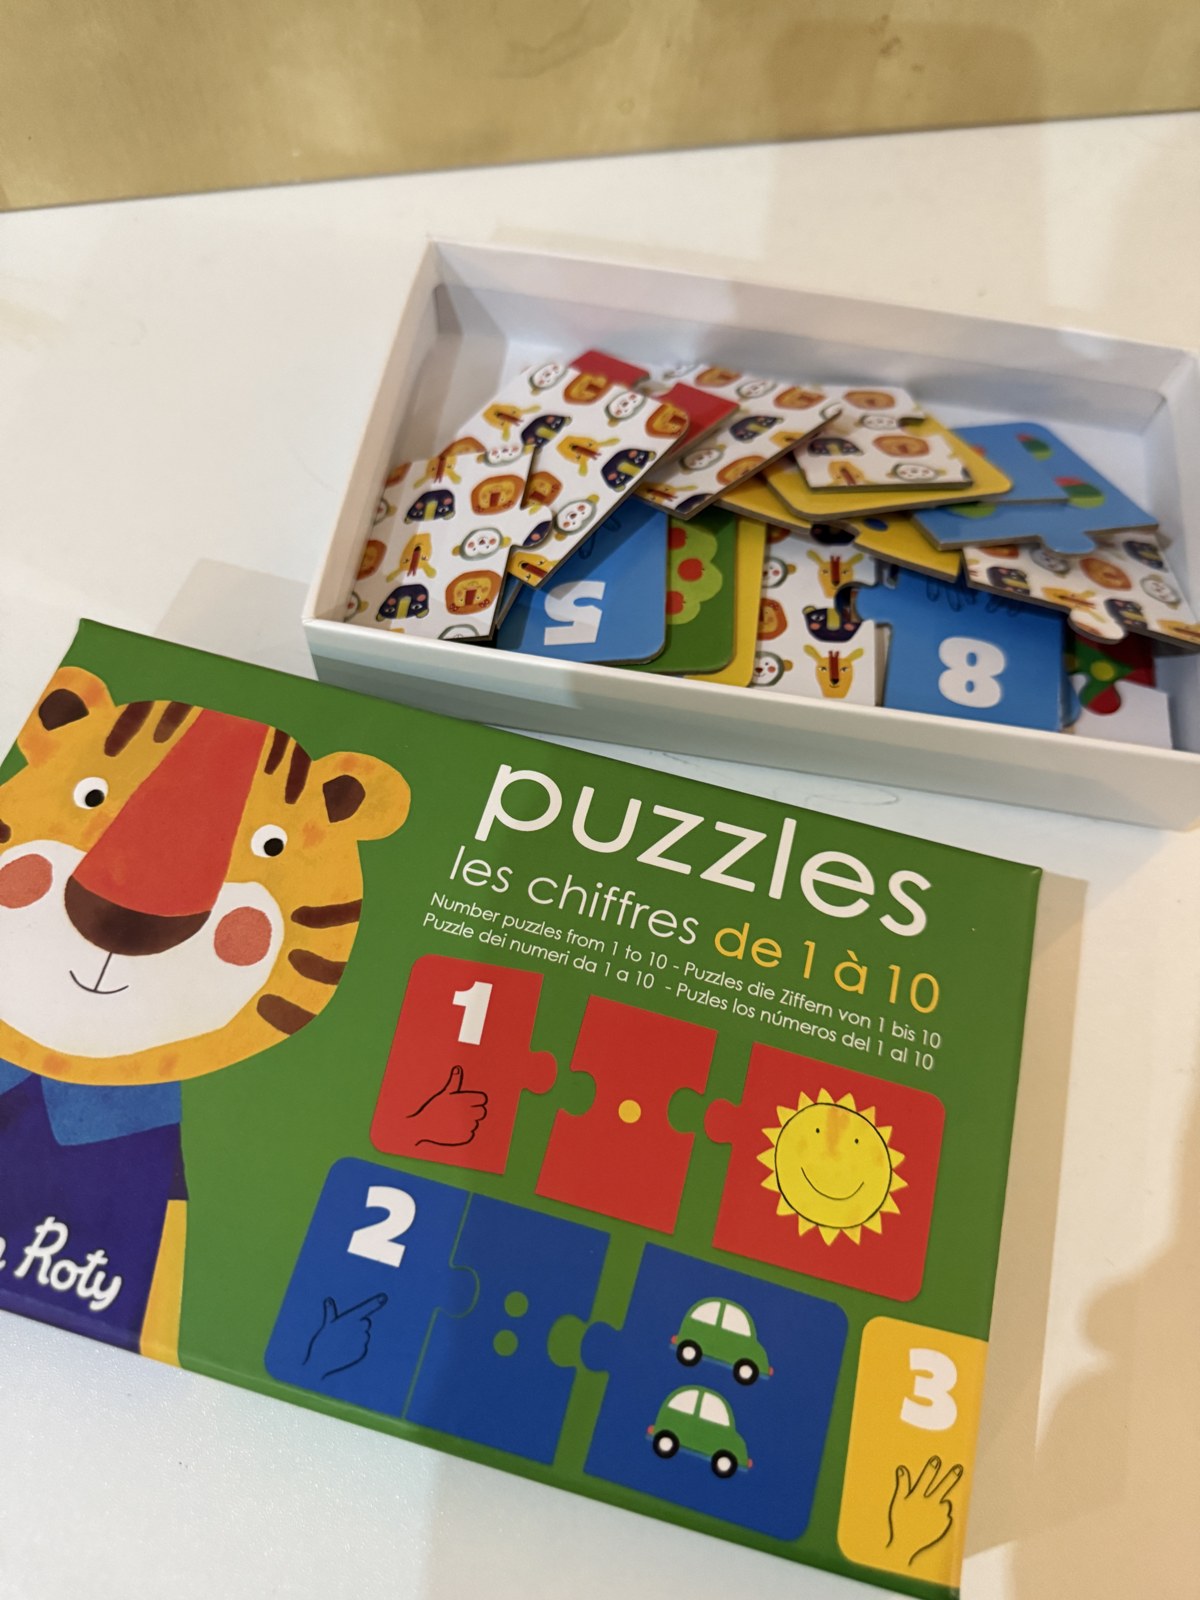 5
8
puzzles
les chiffres de 1 à 10
Number puzzles from 1 to 10 - Puzzles die Ziffern von 1 bis 10
Puzzle dei numeri da 1 a 10 - Puzles los números del 1 al 10
1
2
3
Roty